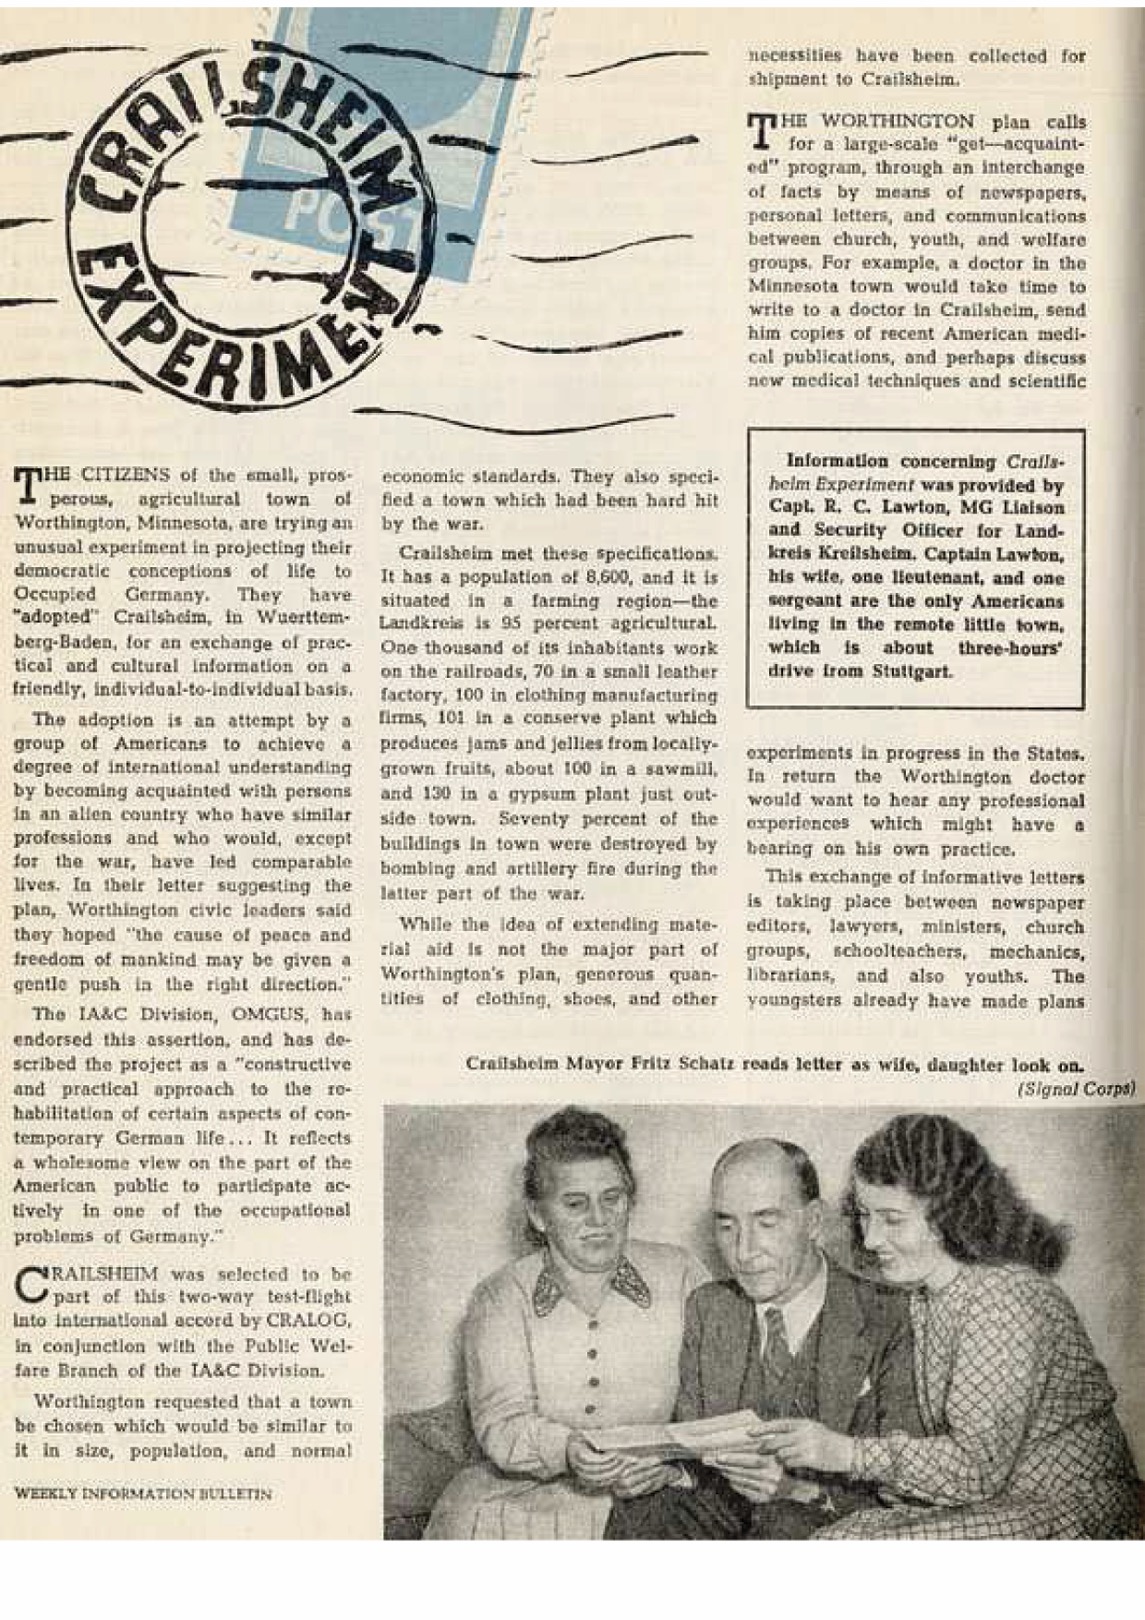 CRAILSHEIM
EXPERIMENT
POST
THE CITIZENS of the small, pros-
perous, agricultural town of
Worthington, Minnesota, are trying an
unusual experiment in projecting their
democratic conceptions of life to
Occupied Germany. They have
"adopted" Crailsheim, in Wuerttem-
berg-Baden, for an exchange of prac-
tical and cultural information on a
friendly, individual-to-individual basis.
The adoption is an attempt by a
group of Americans to achieve a
degree of international understanding
by becoming acquainted with persons
in an alien country who have similar
professions and who would, except
for the war, have led comparable
lives. In their letter suggesting the
plan, Worthington civic leaders said
they hoped "the cause of peace and
freedom of mankind may be given a
gentle push in the right direction."
The IA&C Division, OMGUS, has
endorsed this assertion, and has de-
scribed the project as a "constructive
and practical approach to the re-
habilitation of certain aspects of con-
temporary German life... It reflects
a wholesome view on the part of the
American public to participate ac-
tively in one of the occupational
problems of Germany."
CRAILSHEIM was selected to be
part of this two-way test-flight
into international accord by CRALOG,
in conjunction with the Public Wel-
fare Branch of the IA&C Division.
Worthington requested that a town
be chosen which would be similar to
it in size, population, and normal
economic standards. They also speci-
fied a town which had been hard hit
by the war.
Crailsheim met these specifications.
It has a population of 8,600, and it is
situated in a farming region—the
Landkreis is 95 percent agricultural.
One thousand of its inhabitants work
on the railroads, 70 in a small leather
factory, 100 in clothing manufacturing
firms, 101 in a conserve plant which
produces jams and jellies from locally-
grown fruits, about 100 in a sawmill,
and 130 in a gypsum plant just out-
side town. Seventy percent of the
buildings in town were destroyed by
bombing and artillery fire during the
latter part of the war.
While the idea of extending mate-
rial aid is not the major part of
Worthington's plan, generous quan-
tities of clothing, shoes, and other
necessities have been collected for
shipment to Crailsheim.
THE WORTHINGTON plan calls
for a large-scale "get—acquaint-
ed" program, through an interchange
of facts by means of newspapers,
personal letters, and communications
between church, youth, and welfare
groups. For example, a doctor in the
Minnesota town would take time to
write to a doctor in Crailsheim, send
him copies of recent American medi-
cal publications, and perhaps discuss
new medical techniques and scientific
Information concerning Crails-
heim Experiment was provided by
Capt. R. C. Lawton, MG Liaison
and Security Officer for Land-
kreis Kreilsheim. Captain Lawton,
his wife, one lieutenant, and one
sergeant are the only Americans
living in the remote little town,
which is about three-hours'
drive from Stuttgart.
experiments in progress in the States.
In return the Worthington doctor
would want to hear any professional
experiences which might have a
bearing on his own practice.
This exchange of informative letters
is taking place between newspaper
editors, lawyers, ministers, church
groups, schoolteachers, mechanics,
librarians, and also youths. The
youngsters already have made plans
Crailsheim Mayor Fritz Schatz reads letter as wife, daughter look on.
(Signal Corps)
WEEKLY INFORMATION BULLETIN